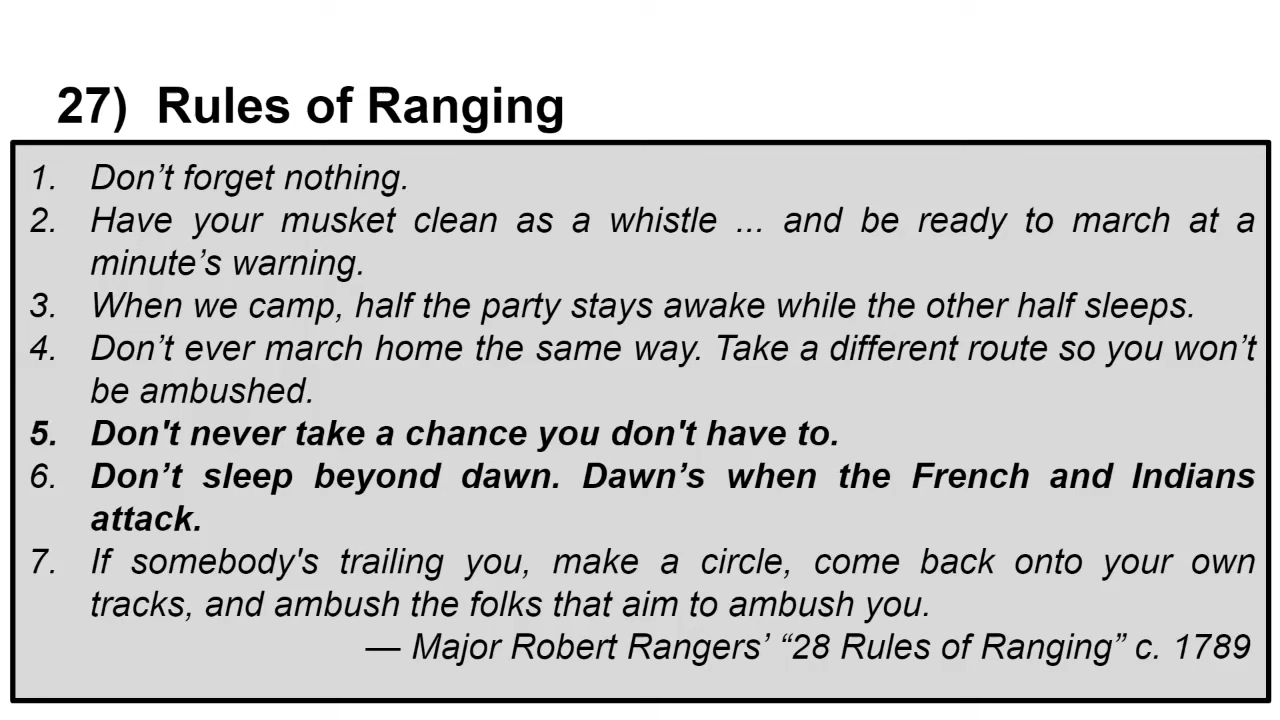 27) Rules of Ranging
1. Don’t forget nothing.
2. Have your musket clean as a whistle ... and be ready to march at a
minute’s warning.
3. When we camp, half the party stays awake while the other half sleeps.
4. Don’t ever march home the same way. Take a different route so you won’t
be ambushed.
5. Don't never take a chance you don't have to.
6. Don’t sleep beyond dawn. Dawn’s when the French and Indians
attack.
7. If somebody's trailing you, make a circle, come back onto your own
tracks, and ambush the folks that aim to ambush you.
— Major Robert Rangers’ “28 Rules of Ranging” c. 1789